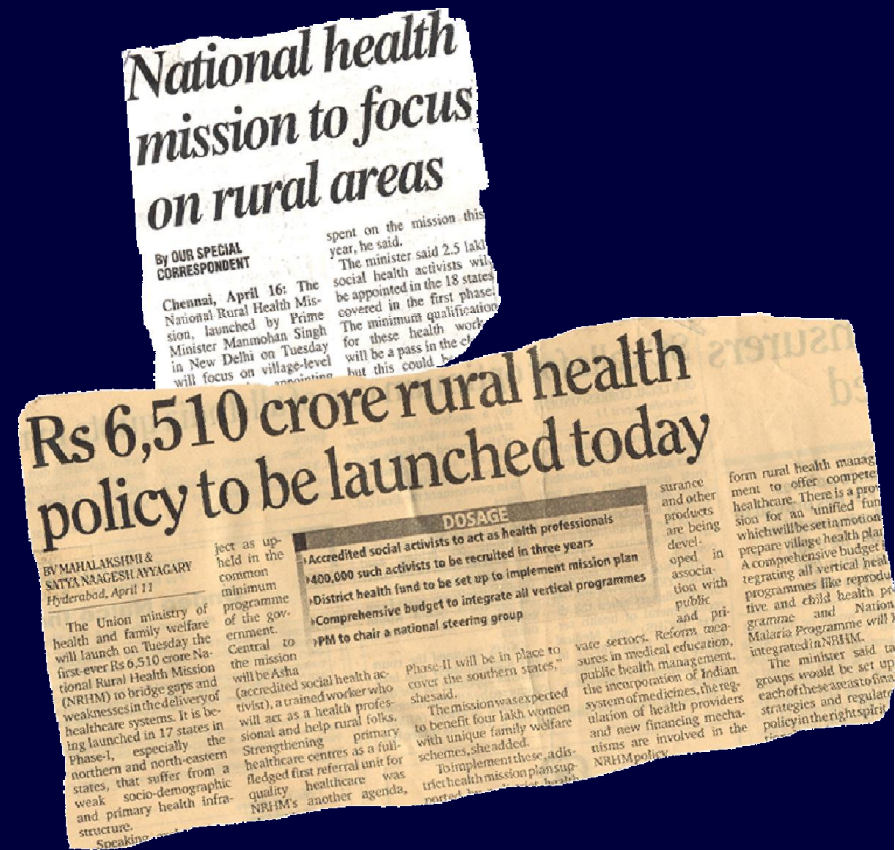 National health
mission to focus
on rural areas
By OUR SPECIAL
CORRESPONDENT
Chennai, April 16: The
National Rural Health Mis-
sion, launched by Prime
Minister Manmohan Singh
in New Delhi on Tuesday
will focus on village-level
appointing
spent on the mission this
year, he said.
The minister said 2.5 lakh
social health activists will
be appointed in the 18 states
covered in the first phase.
The minimum qualification
for these health work-
will be a pass in the
but this could
Rs 6,510 crore rural health
policy to be launched today
BY MAHALAKSHMI &
SATYA NAAGESH AYYAGARY
Hyderabad, April 11
The Union ministry of
health and family welfare
will launch on Tuesday the
first-ever Rs 6,510 crore Na-
tional Rural Health Mission
(NRHM) to bridge gaps and
weaknesses in the delivery of
healthcare systems. It is be-
ing launched in 17 states in
Phase-I, especially the
northern and north-eastern
states, that suffer from a
weak socio-demographic
and primary health infra-
structure.
Speaking
ject as up-
held in the
common
minimum
programme
of the gov-
ernment.
Central to
the mission
will be Asha
(accredited social health ac-
tivist), a trained worker who
will act as a health profes-
sional and help rural folks.
Strengthening primary
healthcare centres as a full-
fledged first referral unit for
quality healthcare was
NRHM's another agenda,
DOSAGE
›Accredited social activists to act as health professionals
›400,000 such activists to be recruited in three years
›District health fund to be set up to implement mission plan
›Comprehensive budget to integrate all vertical programmes
›PM to chair a national steering group
Phase-II will be in place to
cover the southern states,"
she said.
The mission was expected
to benefit four lakh women
with unique family welfare
schemes, she added.
To implement these, a dis-
trict health mission plan sup-
ported health
surance
and other
products
are being
devel-
oped in
associa-
tion with
public
and pri-
vate sectors. Reform mea-
sures in medical education,
public health management,
the incorporation of Indian
system of medicines, the reg-
ulation of health providers
and new financing mecha-
nisms are involved in the
NRHM policy.
form rural health manag
ment to offer compete
healthcare. There is a pro
sion for an 'unified fun
which will be set in motion
prepare village health plan
A comprehensive budget
tegrating all vertical heal
programmes like reprodu
tive and child health pr
gramme and Nation
Malaria Programme will
integrated in NRHM.
The minister said ta
groups would be set up
each of these areas to fina
strategies and regulate
policy in the right spirit